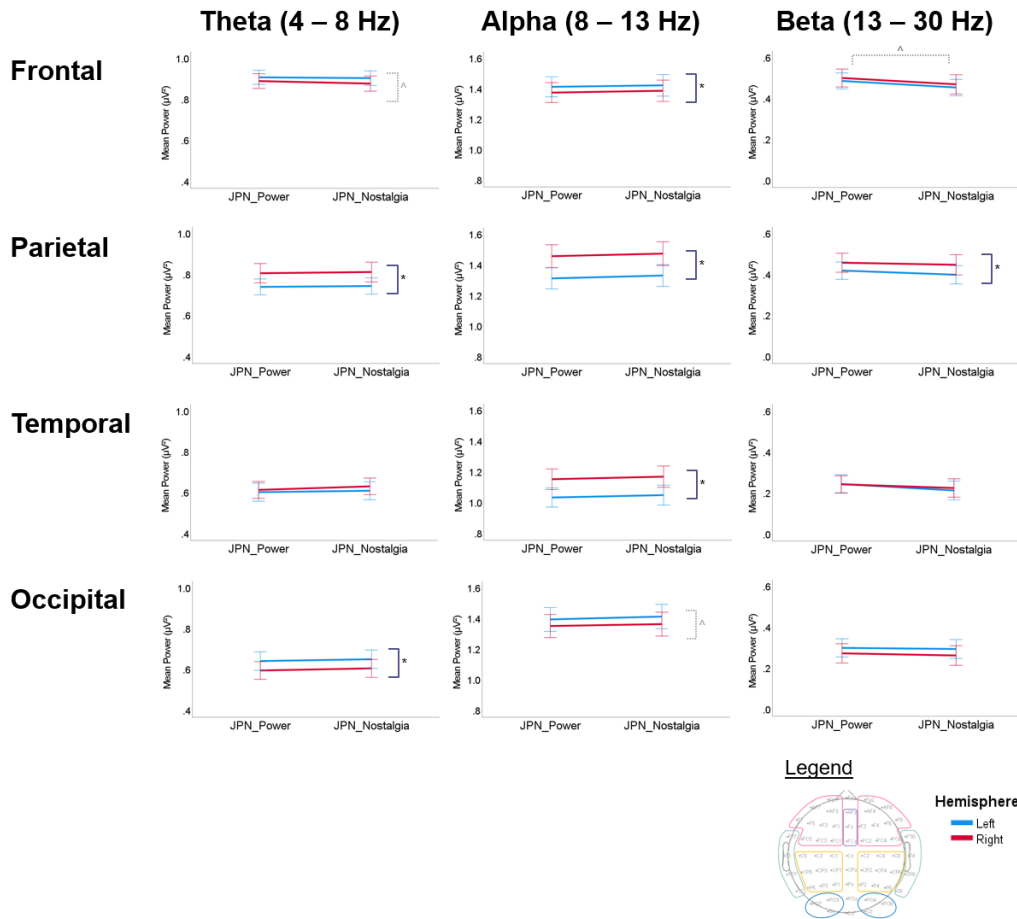 Theta (4 – 8 Hz) Alpha (8 – 13 Hz) Beta (13 – 30 Hz)
Frontal
Mean Power (µV²)
1.0
.8
.6
.4
JPN_Power JPN_Nostalgia
^
Mean Power (µV²)
1.6
1.4
1.2
1.0
.8
JPN_Power JPN_Nostalgia
*
Mean Power (µV²)
.6
.4
.2
.0
JPN_Power JPN_Nostalgia
^
Parietal
Mean Power (µV²)
1.0
.8
.6
.4
JPN_Power JPN_Nostalgia
*
Mean Power (µV²)
1.6
1.4
1.2
1.0
.8
JPN_Power JPN_Nostalgia
*
Mean Power (µV²)
.6
.4
.2
.0
JPN_Power JPN_Nostalgia
*
Temporal
Mean Power (µV²)
1.0
.8
.6
.4
JPN_Power JPN_Nostalgia
Mean Power (µV²)
1.6
1.4
1.2
1.0
.8
JPN_Power JPN_Nostalgia
*
Mean Power (µV²)
.6
.4
.2
.0
JPN_Power JPN_Nostalgia
Occipital
Mean Power (µV²)
1.0
.8
.6
.4
JPN_Power JPN_Nostalgia
*
Mean Power (µV²)
1.6
1.4
1.2
1.0
.8
JPN_Power JPN_Nostalgia
^
Mean Power (µV²)
.6
.4
.2
.0
JPN_Power JPN_Nostalgia
Legend
Hemisphere
Left
Right